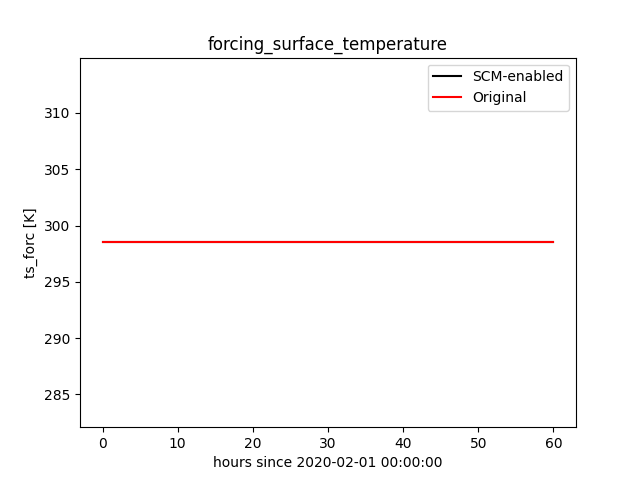 forcing_surface_temperature
SCM-enabled
Original
ts_forc [K]
310
305
300
295
290
285
0 10 20 30 40 50 60
hours since 2020-02-01 00:00:00